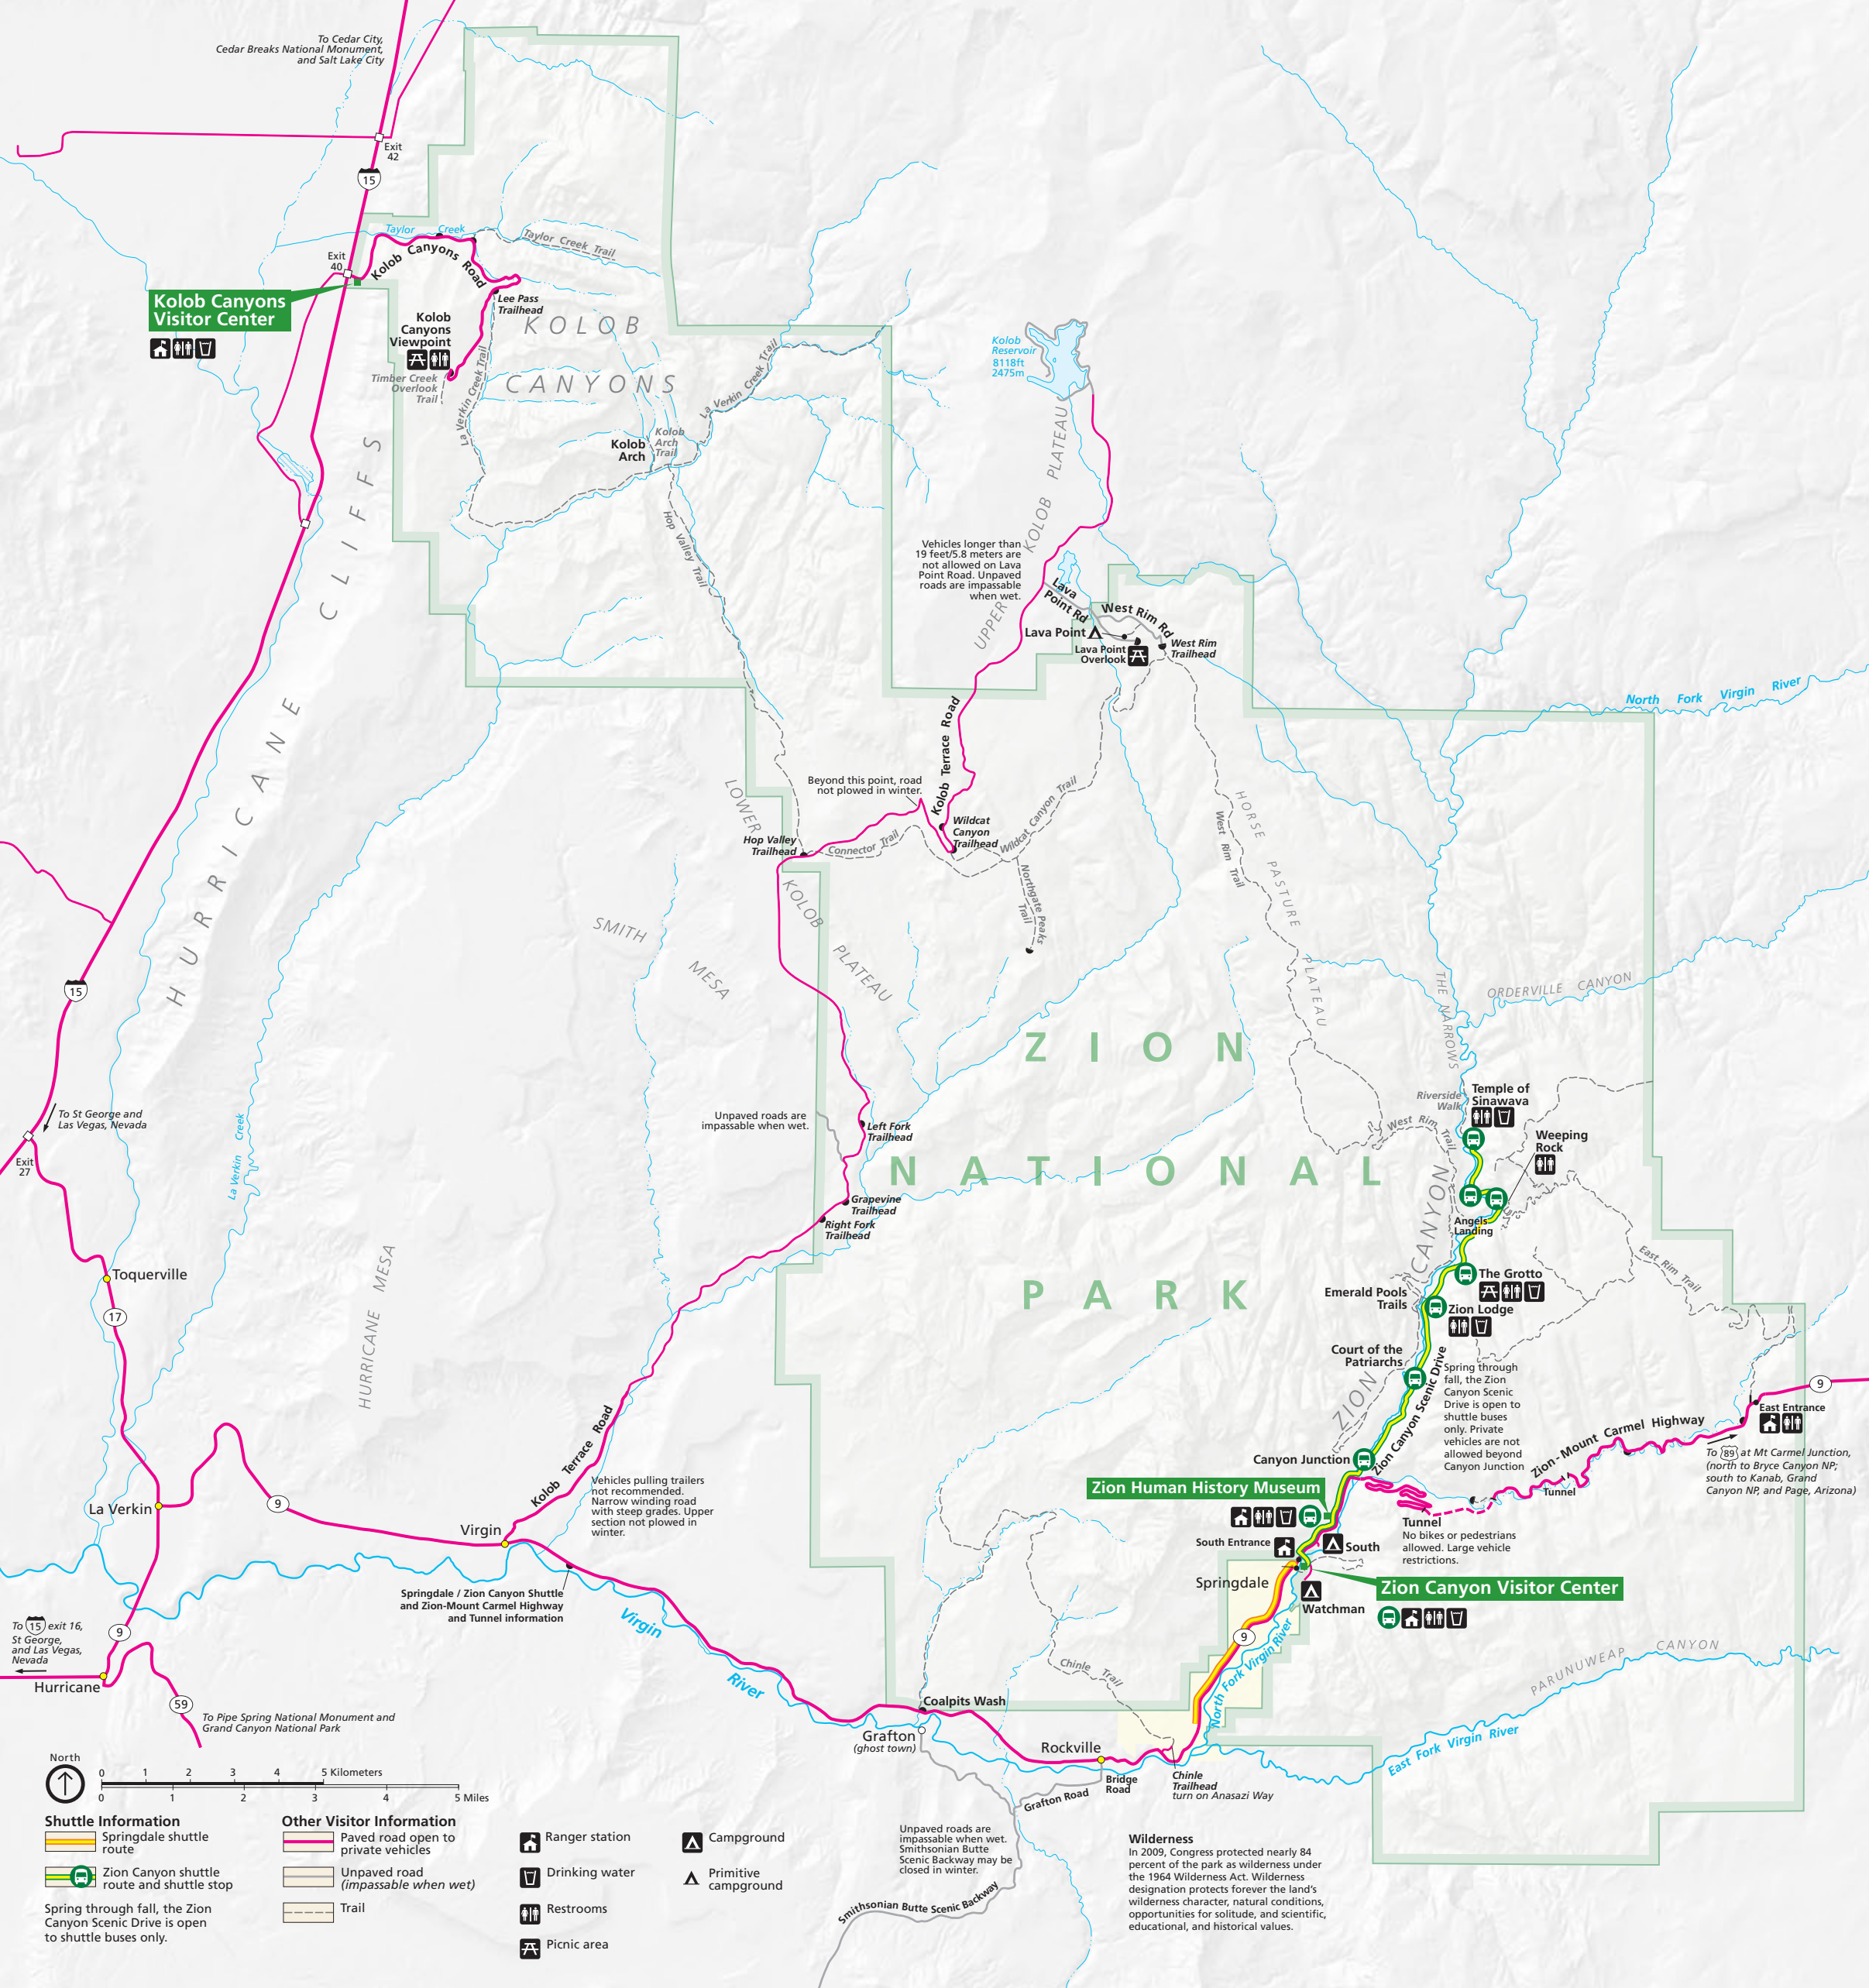 To Cedar City,
Cedar Breaks National Monument,
and Salt Lake City
Exit
42
15
Taylor Creek
Taylor Creek Trail
Kolob Canyons Road
Exit
40
Kolob Canyons
Visitor Center
Lee Pass
Trailhead
Kolob
Canyons
Viewpoint
KOLOB
CANYONS
Timber Creek
Overlook
Trail
La Verkin Creek Trail
La Verkin Creek Trail
Kolob
Arch
Kolob
Arch
Trail
Hop Valley Trail
Kolob
Reservoir
8118ft
2475m
UPPER KOLOB PLATEAU
Vehicles longer than
19 feet/5.8 meters are
not allowed on Lava
Point Road. Unpaved
roads are impassable
when wet.
Lava
Point Rd
West Rim Rd
Lava Point
Lava Point
Overlook
West Rim
Trailhead
North Fork Virgin River
HURRICANE CLIFFS
Kolob Terrace Road
Beyond this point, road
not plowed in winter.
Wildcat
Canyon
Trailhead
Wildcat Canyon Trail
Hop Valley
Trailhead
Connector Trail
Northgate Peaks
Trail
LOWER
KOLOB
PLATEAU
SMITH
MESA
West Rim Trail
HORSE PASTURE
PLATEAU
THE NARROWS
ORDERVILLE CANYON
15
ZION
NATIONAL
PARK
To St George and
Las Vegas, Nevada
Exit
27
La Verkin Creek
Unpaved roads are
impassable when wet.
Left Fork
Trailhead
Grapevine
Trailhead
Right Fork
Trailhead
Riverside
Walk
Temple of
Sinawava
West Rim Trail
Weeping
Rock
Angels
Landing
East Rim Trail
The Grotto
Emerald Pools
Trails
Zion Lodge
Court of the
Patriarchs
ZION CANYON
Zion Canyon Scenic Drive
Spring through
fall, the Zion
Canyon Scenic
Drive is open to
shuttle buses
only. Private
vehicles are not
allowed beyond
Canyon Junction
Canyon Junction
Zion-Mount Carmel Highway
9
East Entrance
To 89 at Mt Carmel Junction,
(north to Bryce Canyon NP;
south to Kanab, Grand
Canyon NP, and Page, Arizona)
Tunnel
Tunnel
No bikes or pedestrians
allowed. Large vehicle
restrictions.
Zion Human History Museum
South Entrance
South
Springdale
Zion Canyon Visitor Center
Watchman
9
North Fork Virgin River
PARUNUWEAP CANYON
East Fork Virgin River
Toquerville
17
HURRICANE MESA
La Verkin
9
Virgin
Kolob Terrace Road
Vehicles pulling trailers
not recommended.
Narrow winding road
with steep grades. Upper
section not plowed in
winter.
Springdale / Zion Canyon Shuttle
and Zion-Mount Carmel Highway
and Tunnel information
Virgin
River
To 15 exit 16,
St George,
and Las Vegas,
Nevada
9
Hurricane
59
To Pipe Spring National Monument and
Grand Canyon National Park
Chinle Trail
Coalpits Wash
Grafton
(ghost town)
Rockville
Bridge
Road
Chinle
Trailhead
turn on Anasazi Way
Grafton Road
Unpaved roads are
impassable when wet.
Smithsonian Butte
Scenic Backway may be
closed in winter.
Smithsonian Butte Scenic Backway
Wilderness
In 2009, Congress protected nearly 84
percent of the park as wilderness under
the 1964 Wilderness Act. Wilderness
designation protects forever the land's
wilderness character, natural conditions,
opportunities for solitude, and scientific,
educational, and historical values.
North
0 1 2 3 4 5 Kilometers
0 1 2 3 4 5 Miles
Shuttle Information
Springdale shuttle
route
Zion Canyon shuttle
route and shuttle stop
Spring through fall, the Zion
Canyon Scenic Drive is open
to shuttle buses only.
Other Visitor Information
Paved road open to
private vehicles
Unpaved road
(impassable when wet)
Trail
Ranger station
Drinking water
Restrooms
Picnic area
Campground
Primitive
campground